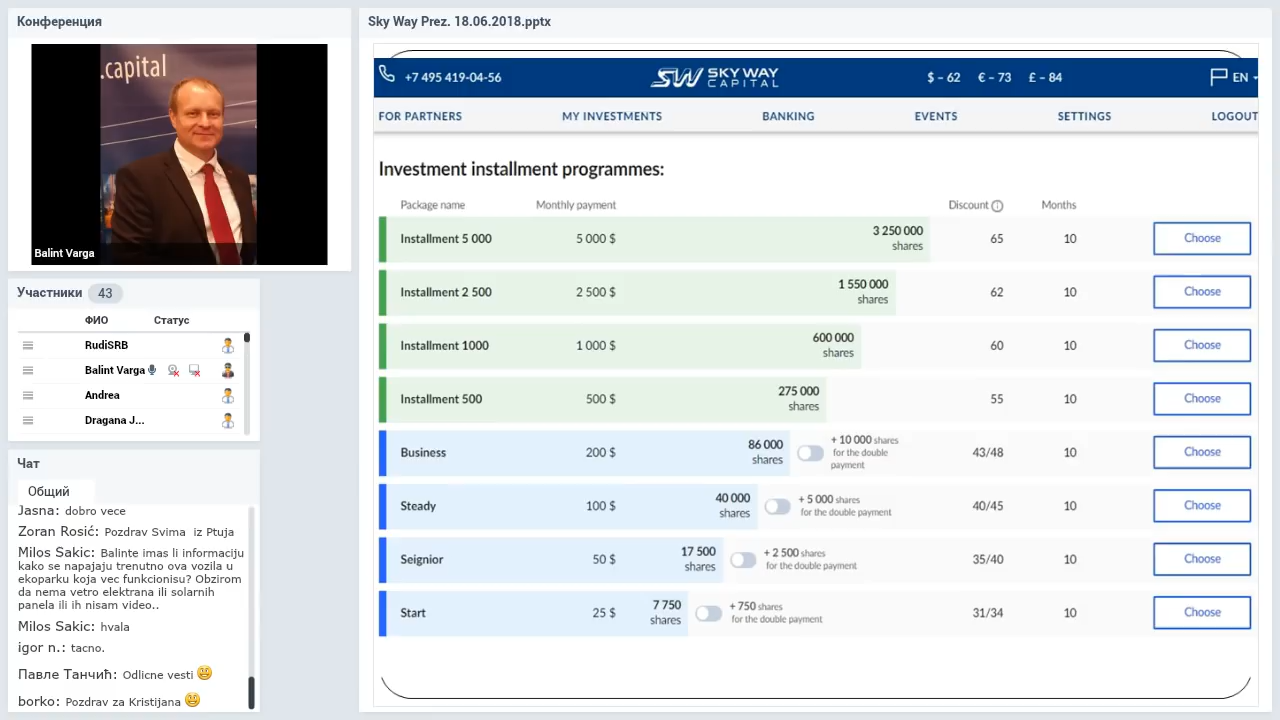 Конференция
.capital
Balint Varga
Участники 43
ФИО Статус
RudiSRB
Balint Varga
Andrea
Dragana J...
Чат
Общий
Jasna: dobro vece
Zoran Rosić: Pozdrav Svima iz Ptuja
Milos Sakic: Balinte imas li informaciju
kako se napajaju trenutno ova vozila u
ekoparku koja vec funkcionisu? Obzirom
da nema vetro elektrana ili solarnih
panela ili ih nisam video..
Milos Sakic: hvala
igor n.: tacno.
Павле Танчић: Odlicne vesti
borko: Pozdrav za Kristijana
Sky Way Prez. 18.06.2018.pptx
+7 495 419-04-56
SW SKY WAY
CAPITAL
$ – 62 € – 73 £ – 84
EN
FOR PARTNERS MY INVESTMENTS BANKING EVENTS SETTINGS LOGOUT
Investment installment programmes:
Package name Monthly payment Discount Months
Installment 5 000 5 000 $ 3 250 000 shares 65 10 Choose
Installment 2 500 2 500 $ 1 550 000 shares 62 10 Choose
Installment 1000 1 000 $ 600 000 shares 60 10 Choose
Installment 500 500 $ 275 000 shares 55 10 Choose
Business 200 $ 86 000 shares + 10 000 shares for the double payment 43/48 10 Choose
Steady 100 $ 40 000 shares + 5 000 shares for the double payment 40/45 10 Choose
Seignior 50 $ 17 500 shares + 2 500 shares for the double payment 35/40 10 Choose
Start 25 $ 7 750 shares + 750 shares for the double payment 31/34 10 Choose